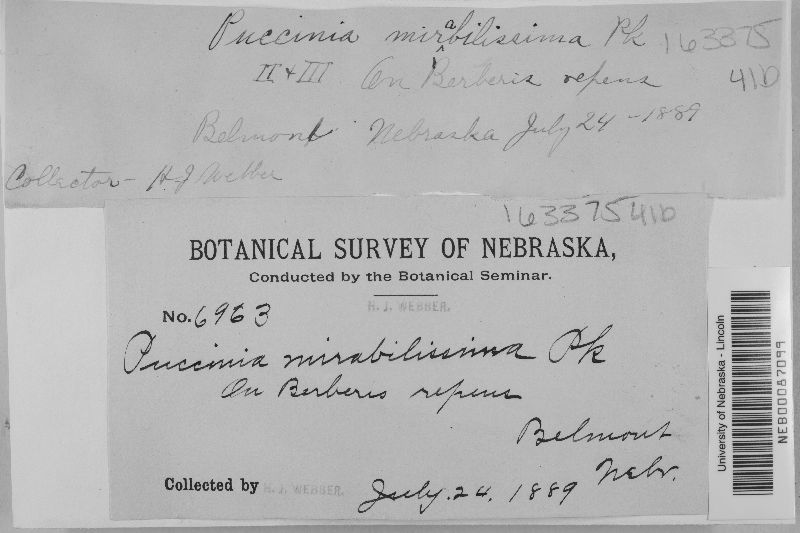 Puccinia mirabilissima Pk 163375
II + III On Berberis repens 41b
Belmont Nebraska July 24 - 1889
Collector - H. J. Webber
163375 41b
BOTANICAL SURVEY OF NEBRASKA,
Conducted by the Botanical Seminar.
H. J. WEBBER.
No. 6963
Puccinia mirabilissima Pk
On Berberis repens
Belmont
Nebr.
Collected by H. J. WEBBER. July. 24. 1889
University of Nebraska - Lincoln
NEB00087099